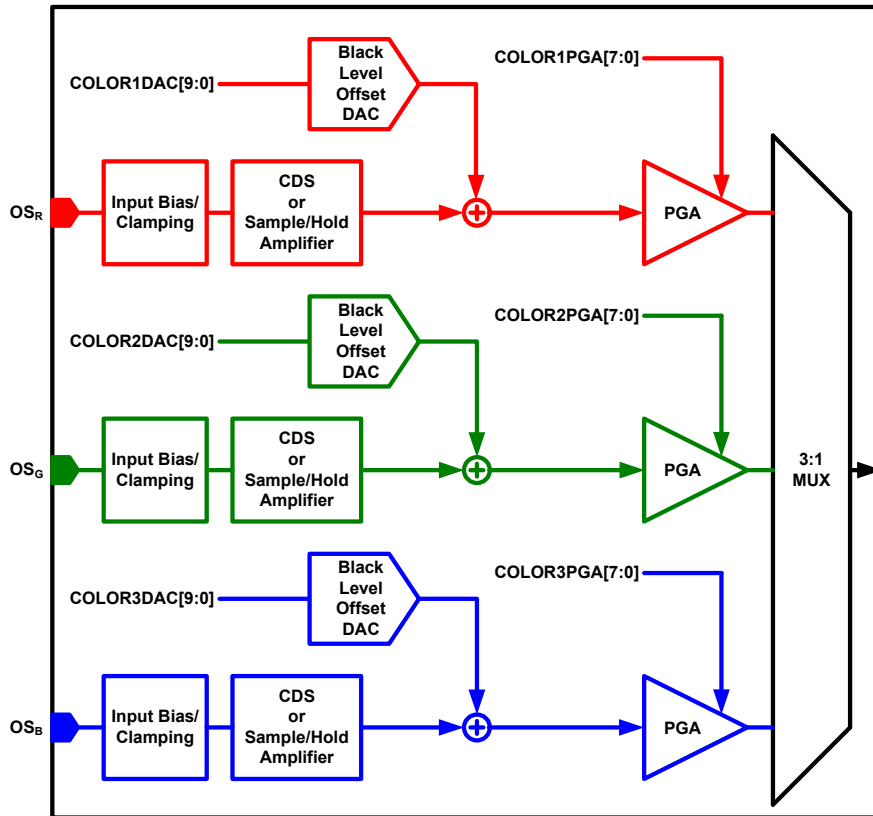 COLOR1DAC[9:0]
Black
Level
Offset
DAC
COLOR1PGA[7:0]
OSR
Input Bias/
Clamping
CDS
or
Sample/Hold
Amplifier
PGA
COLOR2DAC[9:0]
Black
Level
Offset
DAC
COLOR2PGA[7:0]
OSG
Input Bias/
Clamping
CDS
or
Sample/Hold
Amplifier
PGA
3:1
MUX
COLOR3DAC[9:0]
Black
Level
Offset
DAC
COLOR3PGA[7:0]
OSB
Input Bias/
Clamping
CDS
or
Sample/Hold
Amplifier
PGA